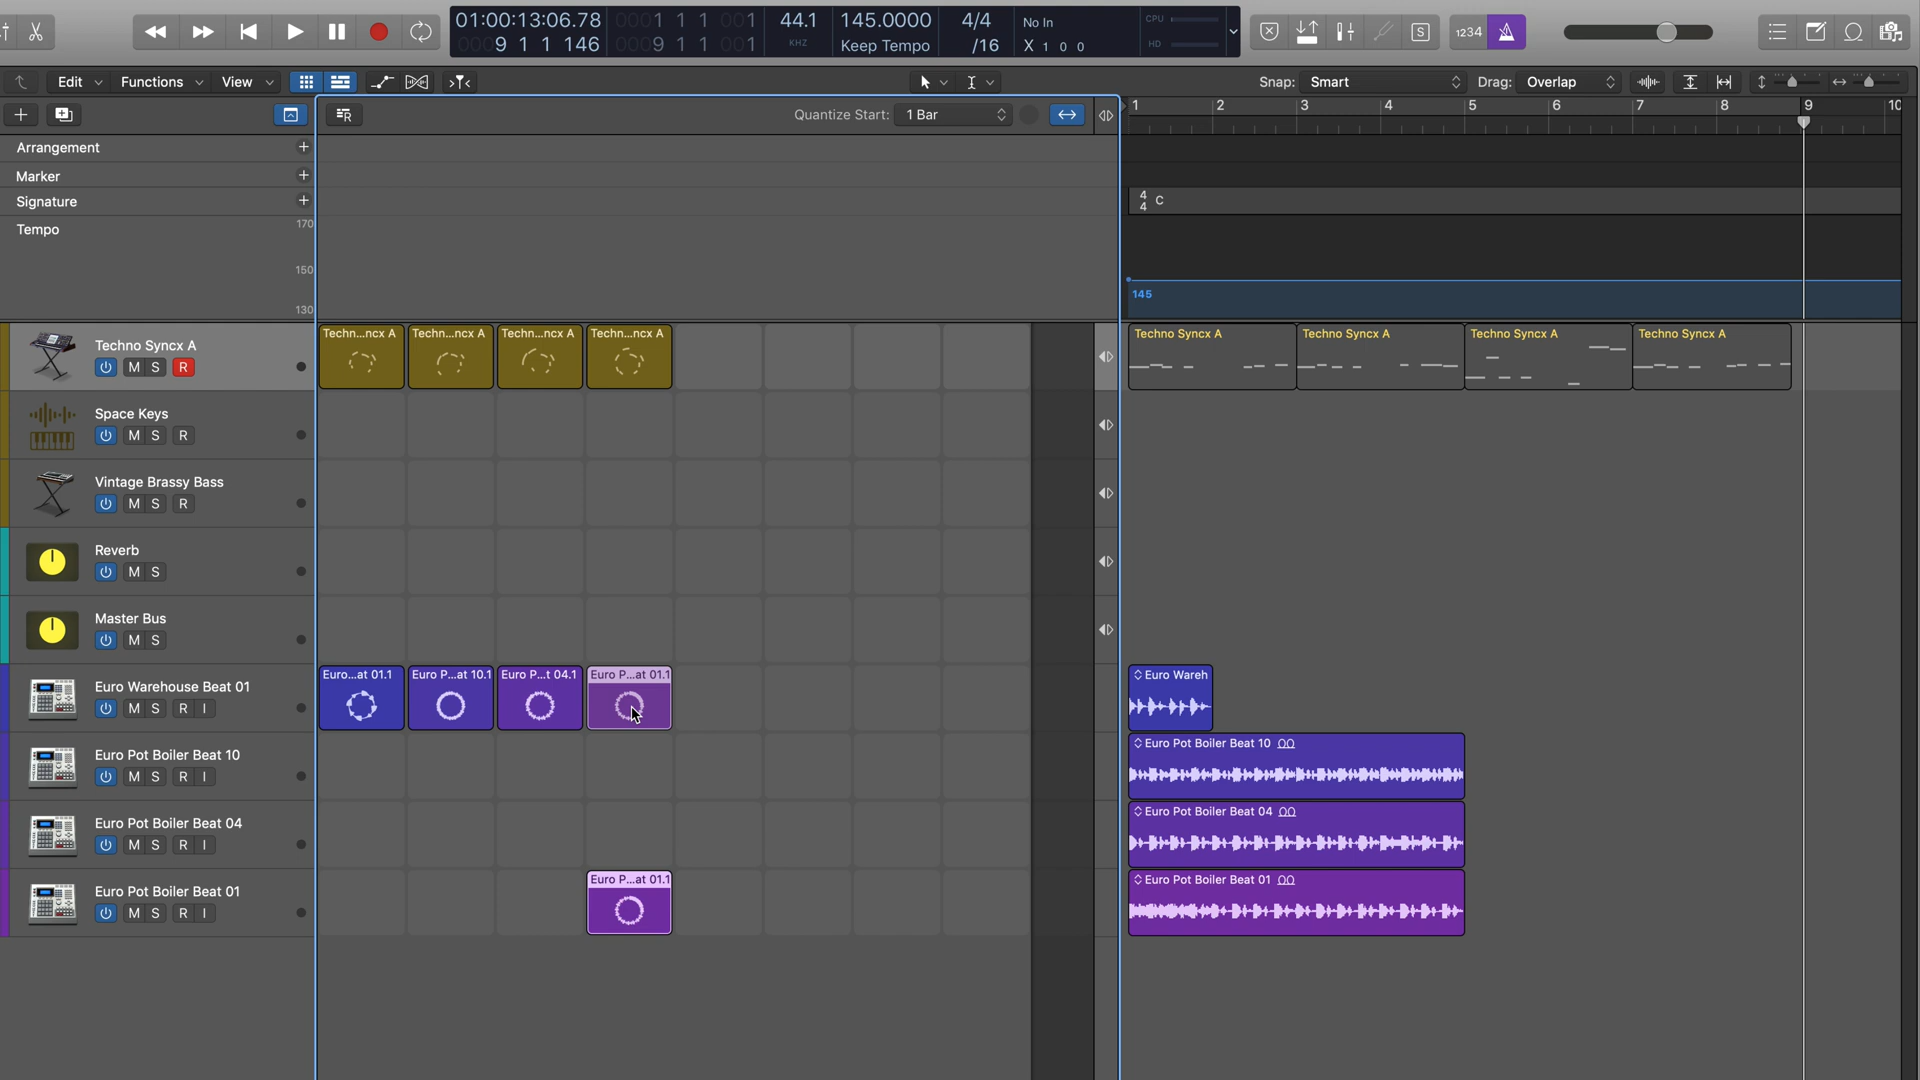 01:00:13:06.78
0009 1 1 146
0001 1 1 001
0009 1 1 001
44.1
KHZ
145.0000
Keep Tempo
4/4
/16
No In
X 1 0 0
CPU
HD
S
1234
Edit
Functions
View
Snap: Smart
Drag: Overlap
Quantize Start: 1 Bar
1 2 3 4 5 6 7 8 9 10
Arrangement +
Marker +
Signature +
4
4 C
Tempo
170
150
130
145
Techno Syncx A
M S R
Techn...ncx A
Techn...ncx A
Techn...ncx A
Techn...ncx A
Techno Syncx A
Techno Syncx A
Techno Syncx A
Techno Syncx A
Space Keys
M S R
Vintage Brassy Bass
M S R
Reverb
M S
Master Bus
M S
Euro Warehouse Beat 01
M S R I
Euro...at 01.1
Euro P...at 10.1
Euro P...t 04.1
Euro P...at 01.1
Euro Wareh
Euro Pot Boiler Beat 10
M S R I
Euro Pot Boiler Beat 10
Euro Pot Boiler Beat 04
M S R I
Euro Pot Boiler Beat 04
Euro Pot Boiler Beat 01
M S R I
Euro P...at 01.1
Euro Pot Boiler Beat 01